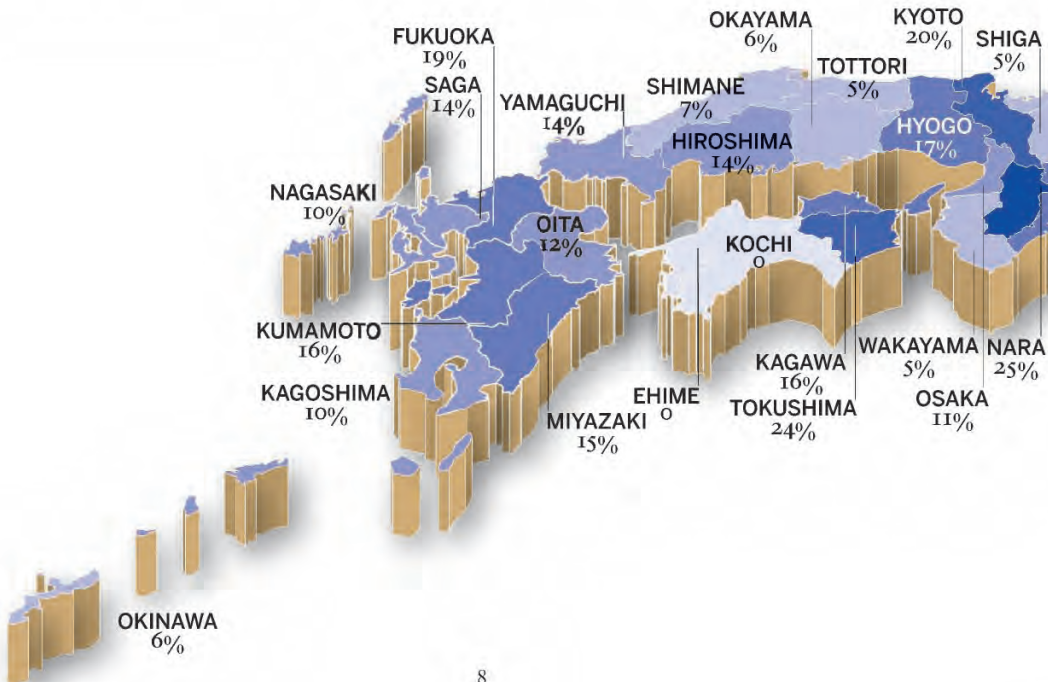 OKAYAMA
6%
KYOTO
20%
SHIGA
5%
FUKUOKA
19%
TOTTORI
5%
SAGA
14%
SHIMANE
7%
YAMAGUCHI
14%
HYOGO
17%
HIROSHIMA
14%
NAGASAKI
10%
OITA
12%
KOCHI
0
KUMAMOTO
16%
KAGAWA
16%
WAKAYAMA
5%
NARA
25%
KAGOSHIMA
10%
EHIME
0
OSAKA
11%
MIYAZAKI
15%
TOKUSHIMA
24%
OKINAWA
6%
8